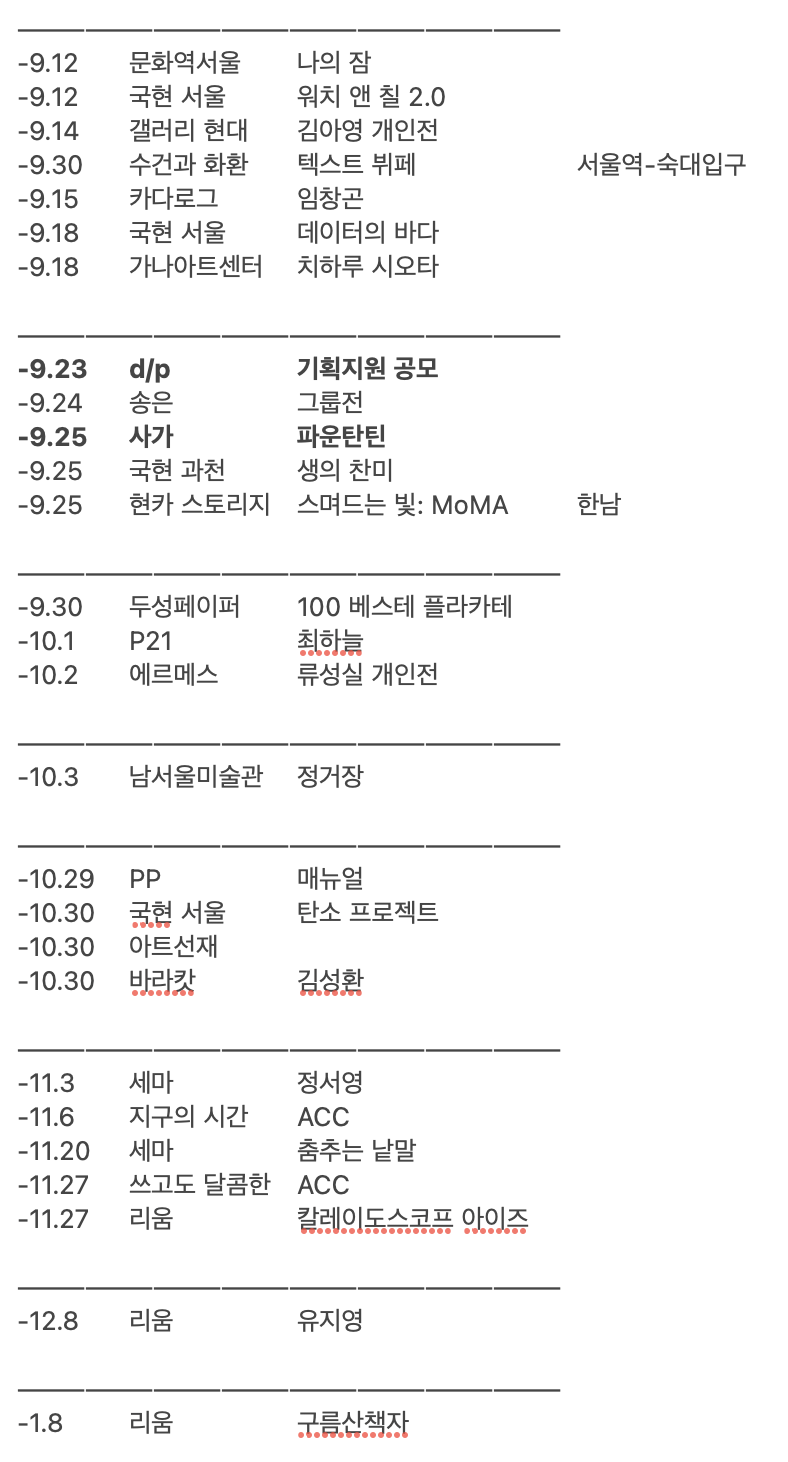 -9.12 문화역서울 나의 잠
-9.12 국현 서울 워치 앤 칠 2.0
-9.14 갤러리 현대 김아영 개인전
-9.30 수건과 화환 텍스트 뷔페 서울역-숙대입구
-9.15 카다로그 임창곤
-9.18 국현 서울 데이터의 바다
-9.18 가나아트센터 치하루 시오타
-9.23 d/p 기획지원 공모
-9.24 송은 그룹전
-9.25 사가 파운탄틴
-9.25 국현 과천 생의 찬미
-9.25 현카 스토리지 스며드는 빛: MoMA 한남
-9.30 두성페이퍼 100 베스테 플라카테
-10.1 P21 최하늘
-10.2 에르메스 류성실 개인전
-10.3 남서울미술관 정거장
-10.29 PP 매뉴얼
-10.30 국현 서울 탄소 프로젝트
-10.30 아트선재
-10.30 바라캇 김성환
-11.3 세마 정서영
-11.6 지구의 시간 ACC
-11.20 세마 춤추는 낱말
-11.27 쓰고도 달콤한 ACC
-11.27 리움 칼레이도스코프 아이즈
-12.8 리움 유지영
-1.8 리움 구름산책자